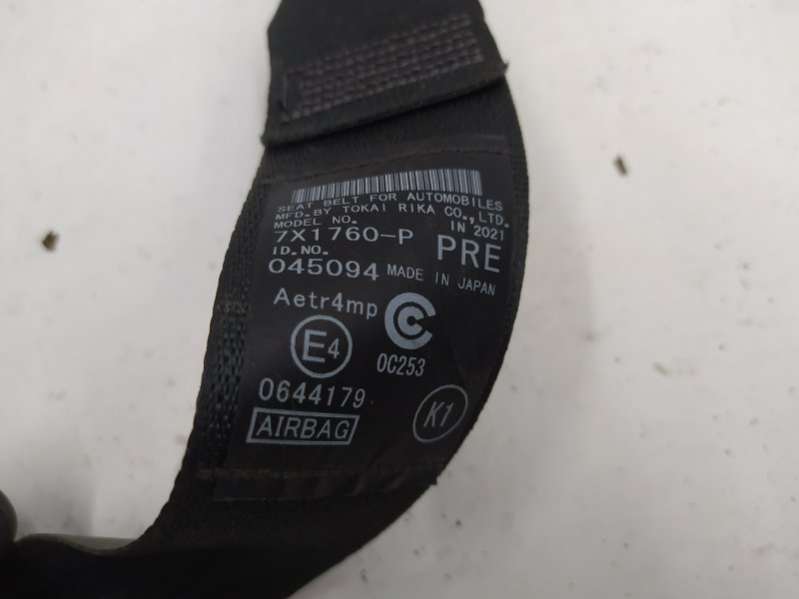 SEAT BELT FOR AUTOMOBILES
MFD. BY TOKAI RIKA CO., LTD.
MODEL NO. IN 2021
7X1760-P PRE
ID. NO.
045094 MADE IN JAPAN
Aetr4mp
E4 0C253
0644179
AIRBAG K1